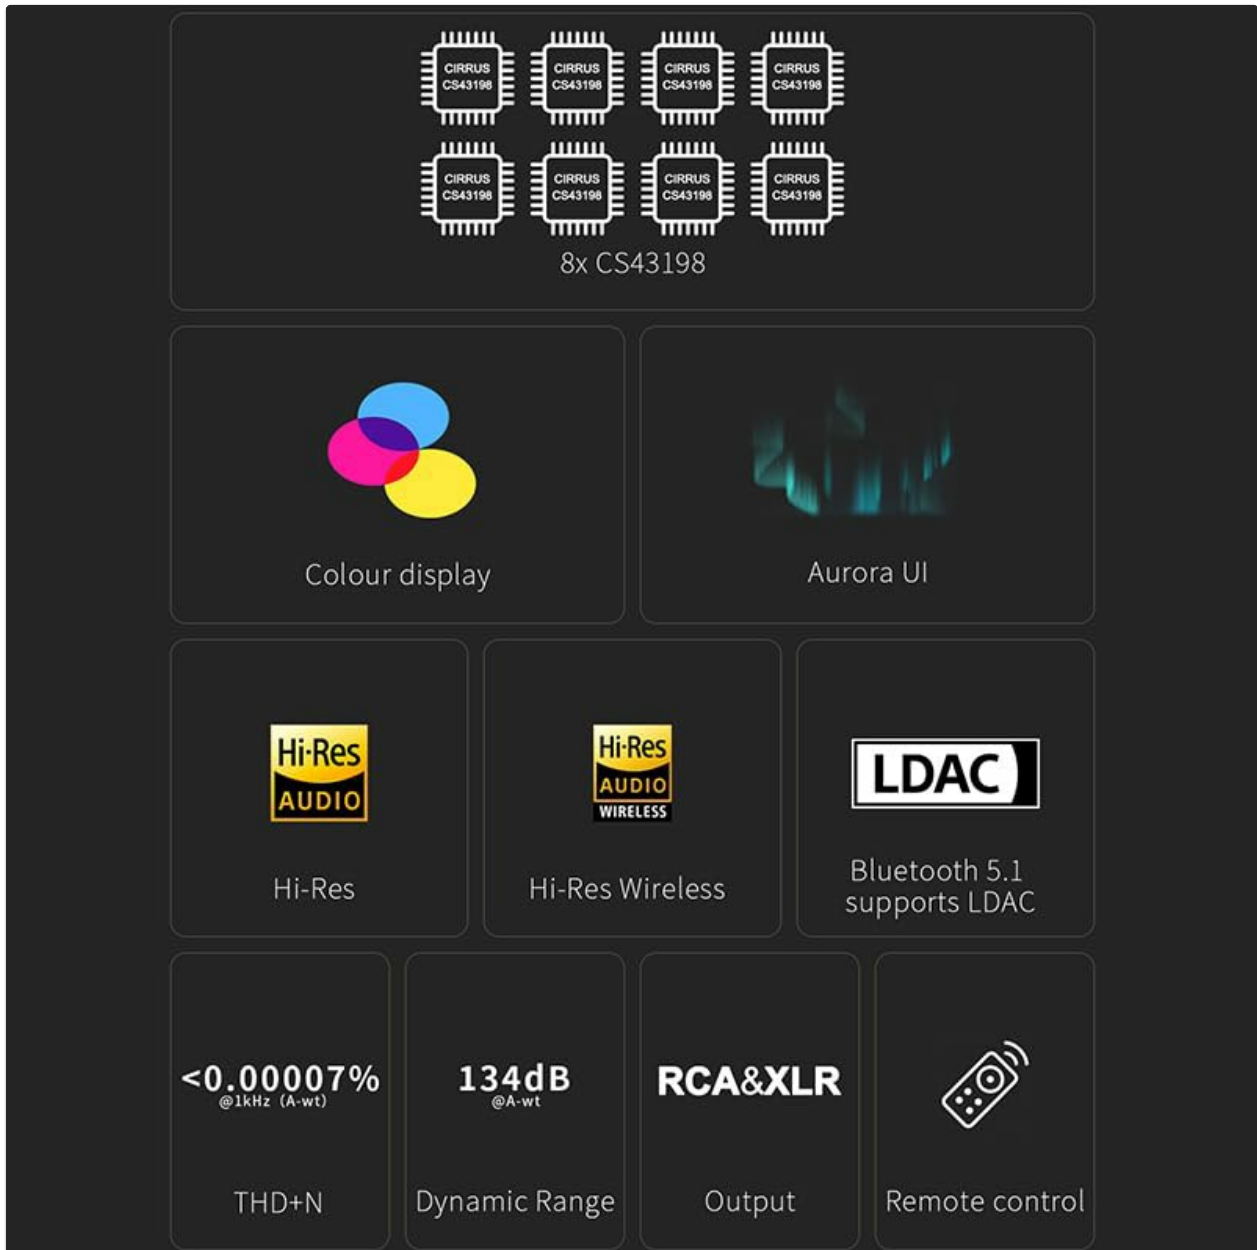 CIRRUS CS43198 CIRRUS CS43198 CIRRUS CS43198 CIRRUS CS43198
CIRRUS CS43198 CIRRUS CS43198 CIRRUS CS43198 CIRRUS CS43198
8x CS43198
Colour display
Aurora UI
Hi-Res
AUDIO
Hi-Res
Hi-Res
AUDIO
WIRELESS
Hi-Res Wireless
LDAC
Bluetooth 5.1
supports LDAC
<0.00007%
@1kHz (A-wt)
THD+N
134dB
@A-wt
Dynamic Range
RCA&XLR
Output
Remote control